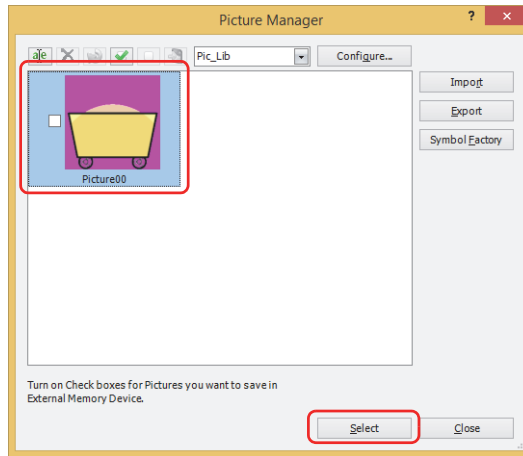 Picture Manager
?
aje
Pic_Lib
Configure...
Import
Export
Symbol Factory
Picture00
Turn on Check boxes for Pictures you want to save in
External Memory Device.
Select
Close